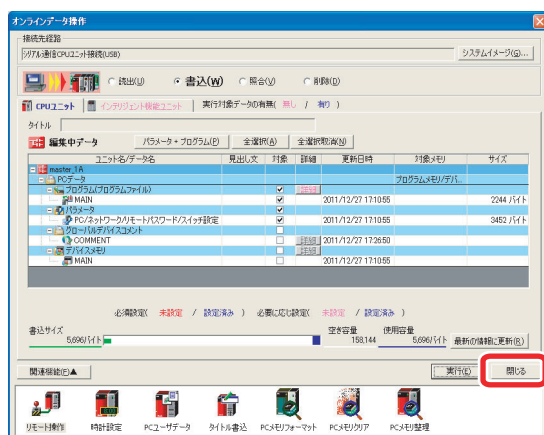 オンラインデータ操作
接続先経路
シリアル通信CPUユニット接続(USB)
システムイメージ(G)...
読出(U) 書込(W) 照合(V) 削除(D)
CPUユニット インテリジェント機能ユニット 実行対象データの有無( 無し / 有り )
タイトル
編集中データ パラメータ+プログラム(P) 全選択(A) 全選択取消(N)
ユニット名/データ名 見出し文 対象 詳細 更新日時 対象メモリ サイズ
master_1A
PCデータ プログラムメモリ/デバ...
プログラム(プログラムファイル) 詳細
MAIN 2011/12/27 17:10:55 2244 バイト
パラメータ
PC/ネットワーク/リモートパスワード/スイッチ設定 2011/12/27 17:10:55 3452 バイト
グローバルデバイスコメント
COMMENT 詳細 2011/12/27 17:26:50
デバイスメモリ 詳細
MAIN 2011/12/27 17:10:55
必須設定( 未設定 / 設定済み ) 必要に応じ設定( 未設定 / 設定済み )
書込サイズ 空き容量 使用容量
5,696バイト 158,144 5,696バイト 最新の情報に更新(R)
関連機能(F)▲ 実行(E) 閉じる
リモート操作 時計設定 PCユーザデータ タイトル書込 PCメモリフォーマット PCメモリクリア PCメモリ整理